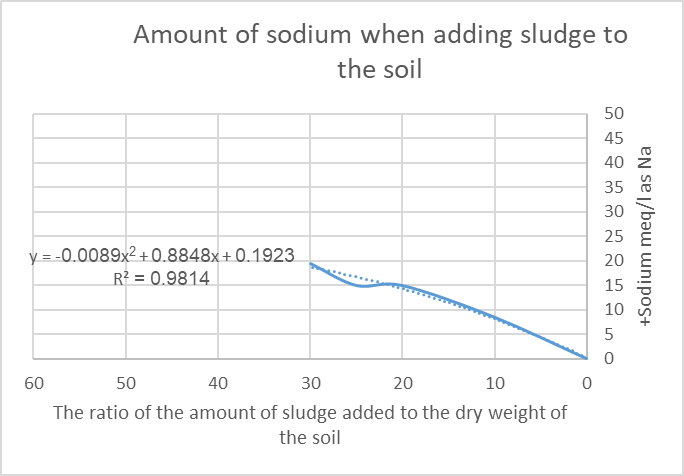 Amount of sodium when adding sludge to
the soil
50
45
40
35
30
25
20
15
10
5
0
+Sodium meq/l as Na
y = -0.0089x² + 0.8848x + 0.1923
R² = 0.9814
60 50 40 30 20 10 0
The ratio of the amount of sludge added to the dry weight of
the soil